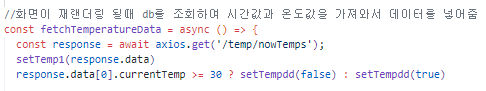 //화면이 재랜더링 될때 db를 조회하여 시간값과 온도값을 가져와서 데이터를 넣어줌
const fetchTemperatureData = async () => {
const response = await axios.get('/temp/nowTemps');
setTemp1(response.data)
response.data[0].currentTemp >= 30 ? setTempdd(false) : setTempdd(true)